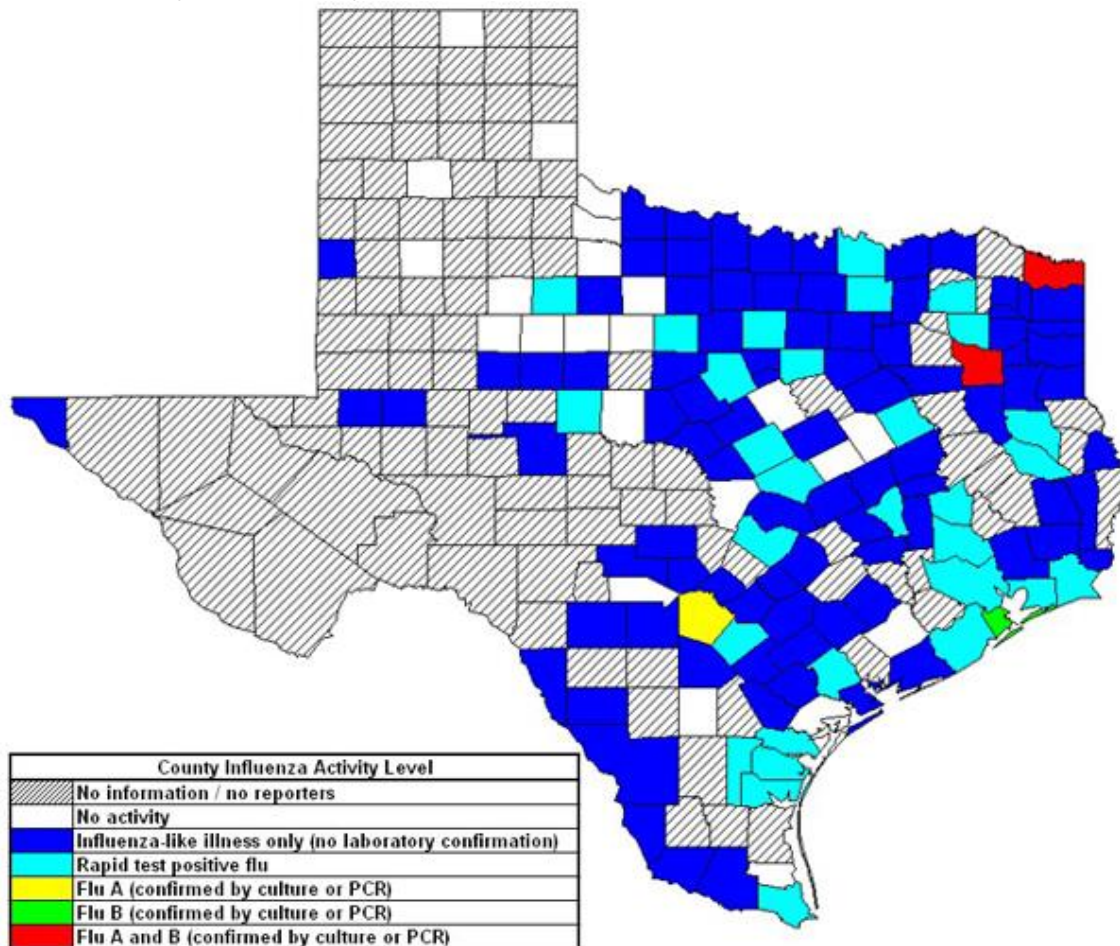 County Influenza Activity Level
No information / no reporters
No activity
Influenza-like illness only (no laboratory confirmation)
Rapid test positive flu
Flu A (confirmed by culture or PCR)
Flu B (confirmed by culture or PCR)
Flu A and B (confirmed by culture or PCR)